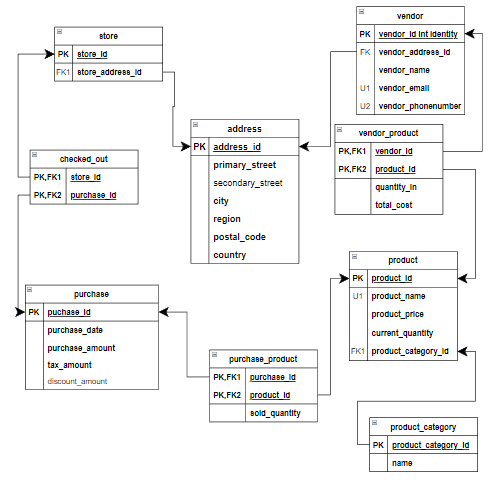 store
PK store_id
FK1 store_address_id
vendor
PK vendor_id int identity
FK vendor_address_id
vendor_name
U1 vendor_email
U2 vendor_phonenumber
address
PK address_id
primary_street
secondary_street
city
region
postal_code
country
vendor_product
PK,FK1 vendor_id
PK,FK2 product_id
quantity_in
total_cost
checked_out
PK,FK1 store_id
PK,FK2 purchase_id
product
PK product_id
U1 product_name
product_price
current_quantity
FK1 product_category_id
purchase
PK puchase_id
purchase_date
purchase_amount
tax_amount
discount_amount
purchase_product
PK,FK1 purchase_id
PK,FK2 product_id
sold_quantity
product_category
PK product_category_id
name